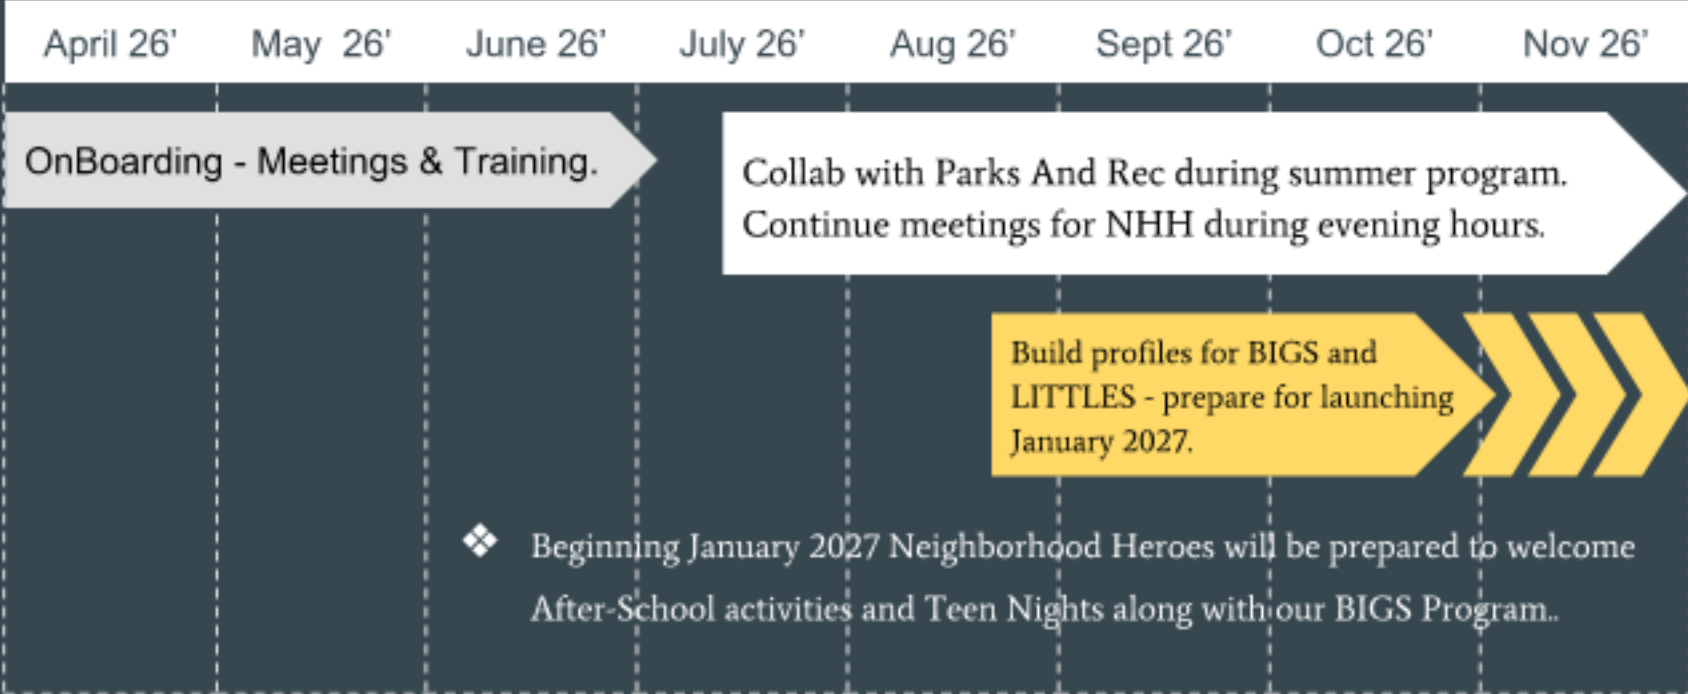 April 26’ May 26’ June 26’ July 26’ Aug 26’ Sept 26’ Oct 26’ Nov 26’
OnBoarding - Meetings & Training.
Collab with Parks And Rec during summer program.
Continue meetings for NHH during evening hours.
Build profiles for BIGS and
LITTLES - prepare for launching
January 2027.
❖ Beginning January 2027 Neighborhood Heroes will be prepared to welcome
After-School activities and Teen Nights along with our BIGS Program..